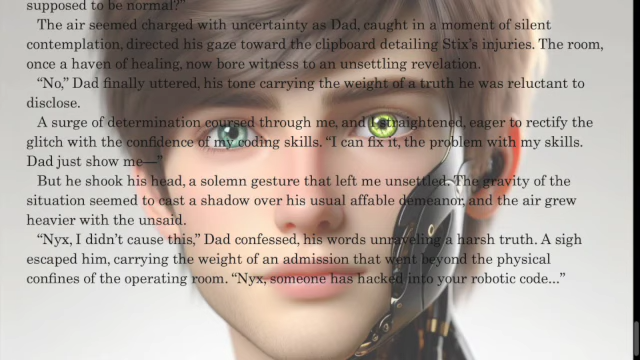 supposed to be normal?”
The air seemed charged with uncertainty as Dad, caught in a moment of silent
contemplation, directed his gaze toward the clipboard detailing Stix’s injuries. The room,
once a haven of healing, now bore witness to an unsettling revelation.
“No,” Dad finally uttered, his tone carrying the weight of a truth he was reluctant to
disclose.
A surge of determination coursed through me, and I straightened, eager to rectify the
glitch with the confidence of my coding skills. “I can fix it, the problem with my skills.
Dad just show me—”
But he shook his head, a solemn gesture that left me unsettled. The gravity of the
situation seemed to cast a shadow over his usual affable demeanor, and the air grew
heavier with the unsaid.
“Nyx, I didn’t cause this,” Dad confessed, his words unraveling a harsh truth. A sigh
escaped him, carrying the weight of an admission that went beyond the physical
confines of the operating room. “Nyx, someone has hacked into your robotic code...”